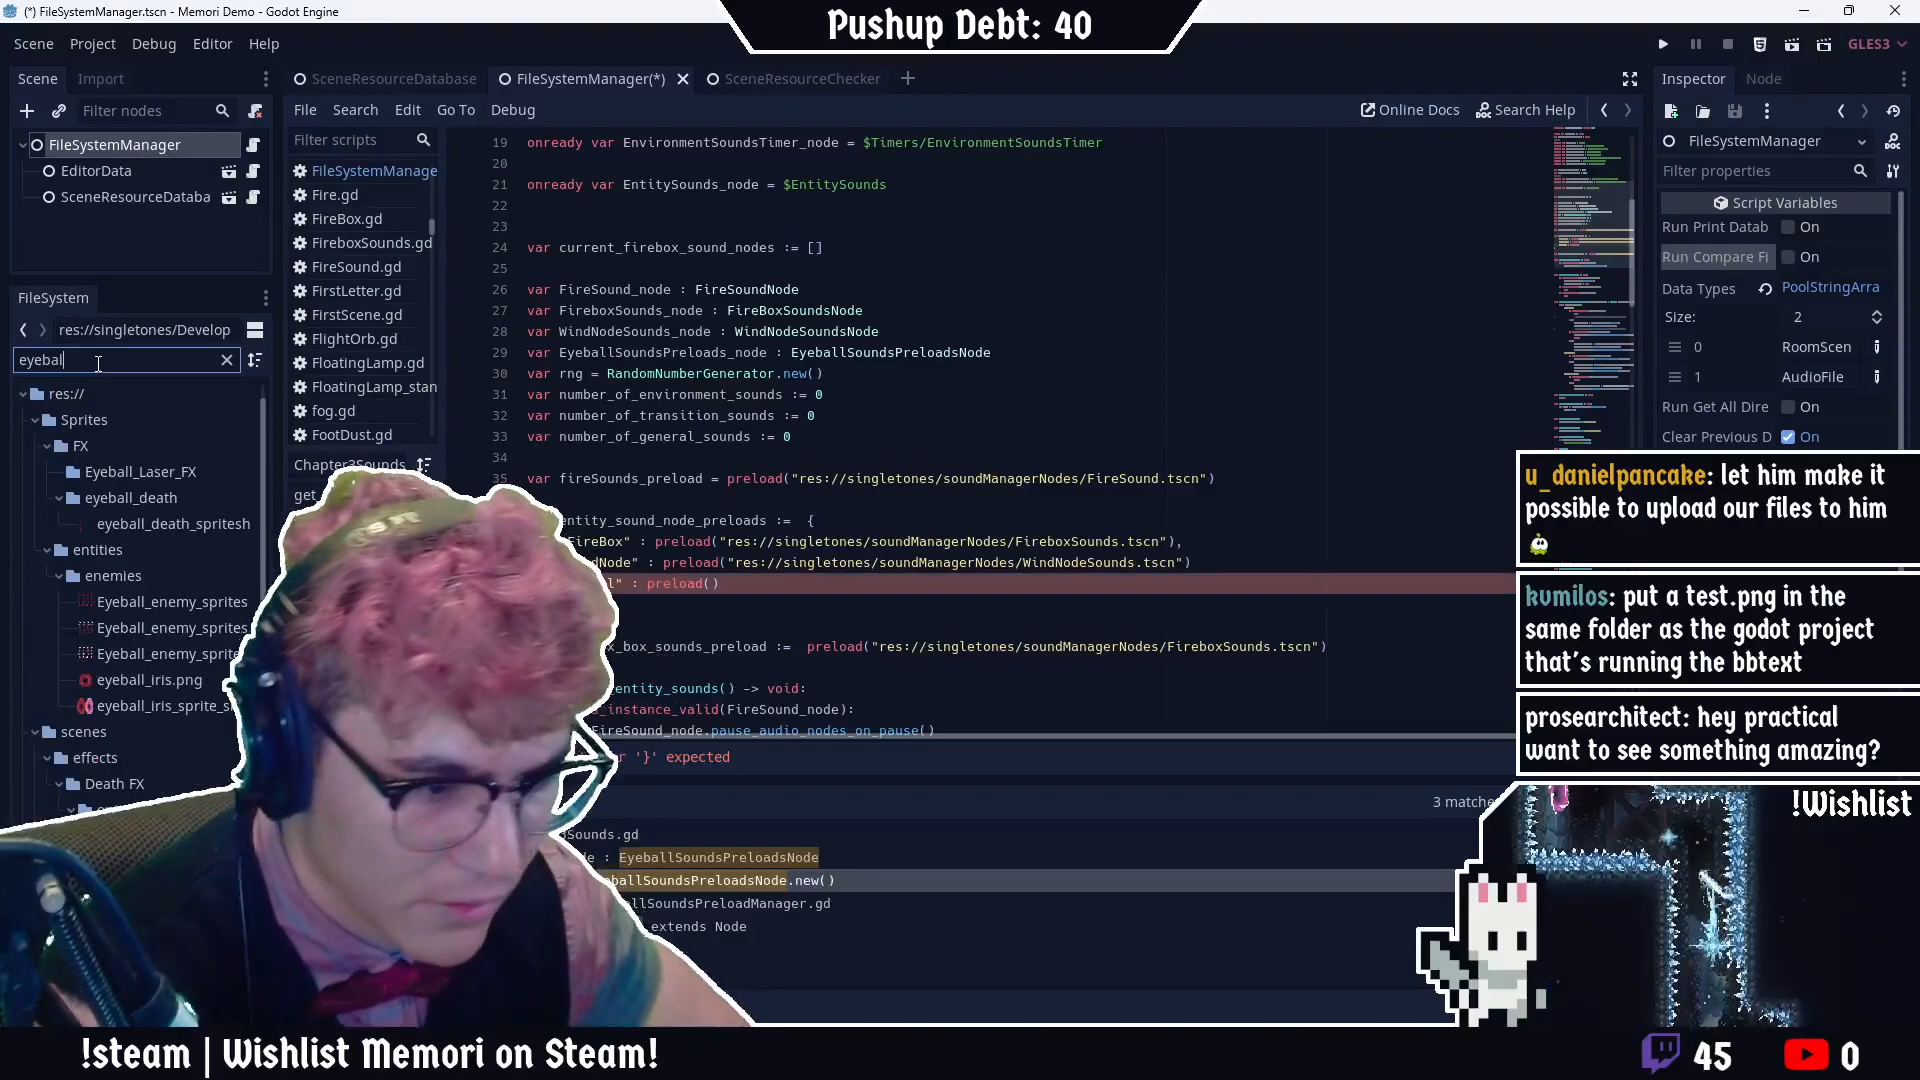 (*) FileSystemManager.tscn - Memori Demo - Godot Engine
Pushup Debt: 40
Scene Project Debug Editor Help
GLES3
Scene Import
SceneResourceDatabase FileSystemManager(*) SceneResourceChecker
Inspector Node
Filter nodes
File Search Edit Go To Debug
Online Docs Search Help
FileSystemManager
EditorData
SceneResourceDataba
Filter scripts
FileSystemManage
Fire.gd
FireBox.gd
FireboxSounds.gd
FireSound.gd
FirstLetter.gd
FirstScene.gd
FlightOrb.gd
FloatingLamp.gd
FloatingLamp_stan
fog.gd
FootDust.gd
Chapter3Sounds
get_
19 onready var EnvironmentSoundsTimer_node = $Timers/EnvironmentSoundsTimer
20
21 onready var EntitySounds_node = $EntitySounds
22
23
24 var current_firebox_sound_nodes := []
25
26 var FireSound_node : FireSoundNode
27 var FireboxSounds_node : FireBoxSoundsNode
28 var WindNodeSounds_node : WindNodeSoundsNode
29 var EyeballSoundsPreloads_node : EyeballSoundsPreloadsNode
30 var rng = RandomNumberGenerator.new()
31 var number_of_environment_sounds := 0
32 var number_of_transition_sounds := 0
33 var number_of_general_sounds := 0
34
35 var fireSounds_preload = preload("res://singletones/soundManagerNodes/FireSound.tscn")
entity_sound_node_preloads := {
FireBox" : preload("res://singletones/soundManagerNodes/FireboxSounds.tscn"),
Node" : preload("res://singletones/soundManagerNodes/WindNodeSounds.tscn")
l" : preload()
x_box_sounds_preload := preload("res://singletones/soundManagerNodes/FireboxSounds.tscn")
entity_sounds() -> void:
s_instance_valid(FireSound_node):
FireSound_node.pause_audio_nodes_on_pause()
r '}' expected
3 matche
3Sounds.gd
de : EyeballSoundsPreloadsNode
eballSoundsPreloadsNode.new()
llSoundsPreloadManager.gd
extends Node
FileSystem
res://singletones/Develop
eyebal
res://
Sprites
FX
Eyeball_Laser_FX
eyeball_death
eyeball_death_spritesh
entities
enemies
Eyeball_enemy_sprites
Eyeball_enemy_sprites
Eyeball_enemy_sprite
eyeball_iris.png
eyeball_iris_sprite_s
scenes
effects
Death FX
FileSystemManager
Filter properties
Script Variables
Run Print Datab On
Run Compare Fi On
Data Types PoolStringArra
Size: 2
0 RoomScen
1 AudioFile
Run Get All Dire On
Clear Previous D On
u_danielpancake: let him make it
possible to upload our files to him
kvmilos: put a test.png in the
same folder as the godot project
that's running the bbtext
prosearchitect: hey practical
want to see something amazing?
!Wishlist
!steam | Wishlist Memori on Steam!
45
0